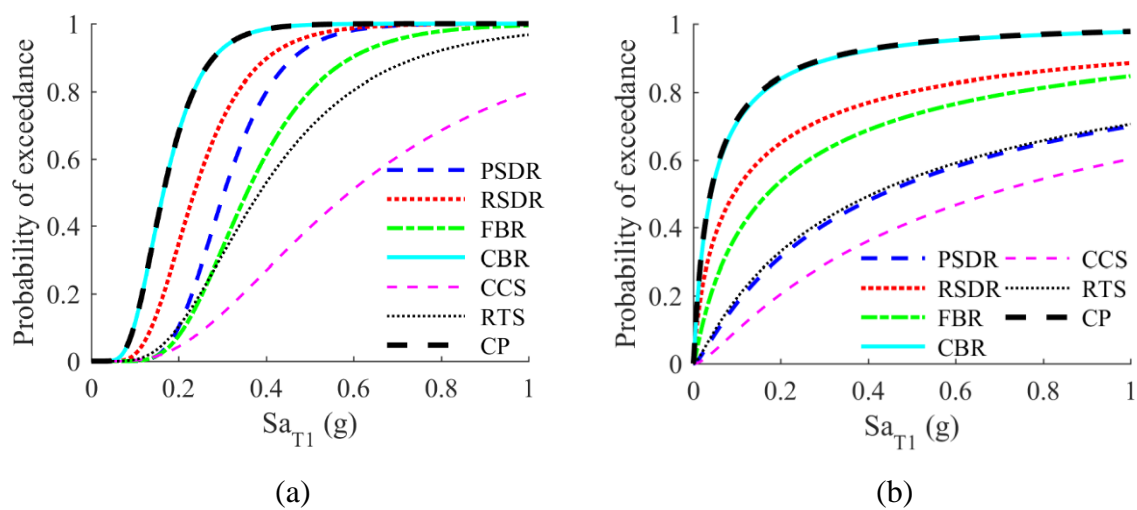 Probability of exceedance
1
0.8
0.6
0.4
0.2
0
PSDR
RSDR
FBR
CBR
CCS
RTS
CP
0 0.2 0.4 0.6 0.8 1
Sa_T1 (g)
(a)
Probability of exceedance
1
0.8
0.6
0.4
0.2
0
PSDR CCS
RSDR RTS
FBR CP
CBR
0 0.2 0.4 0.6 0.8 1
Sa_T1 (g)
(b)